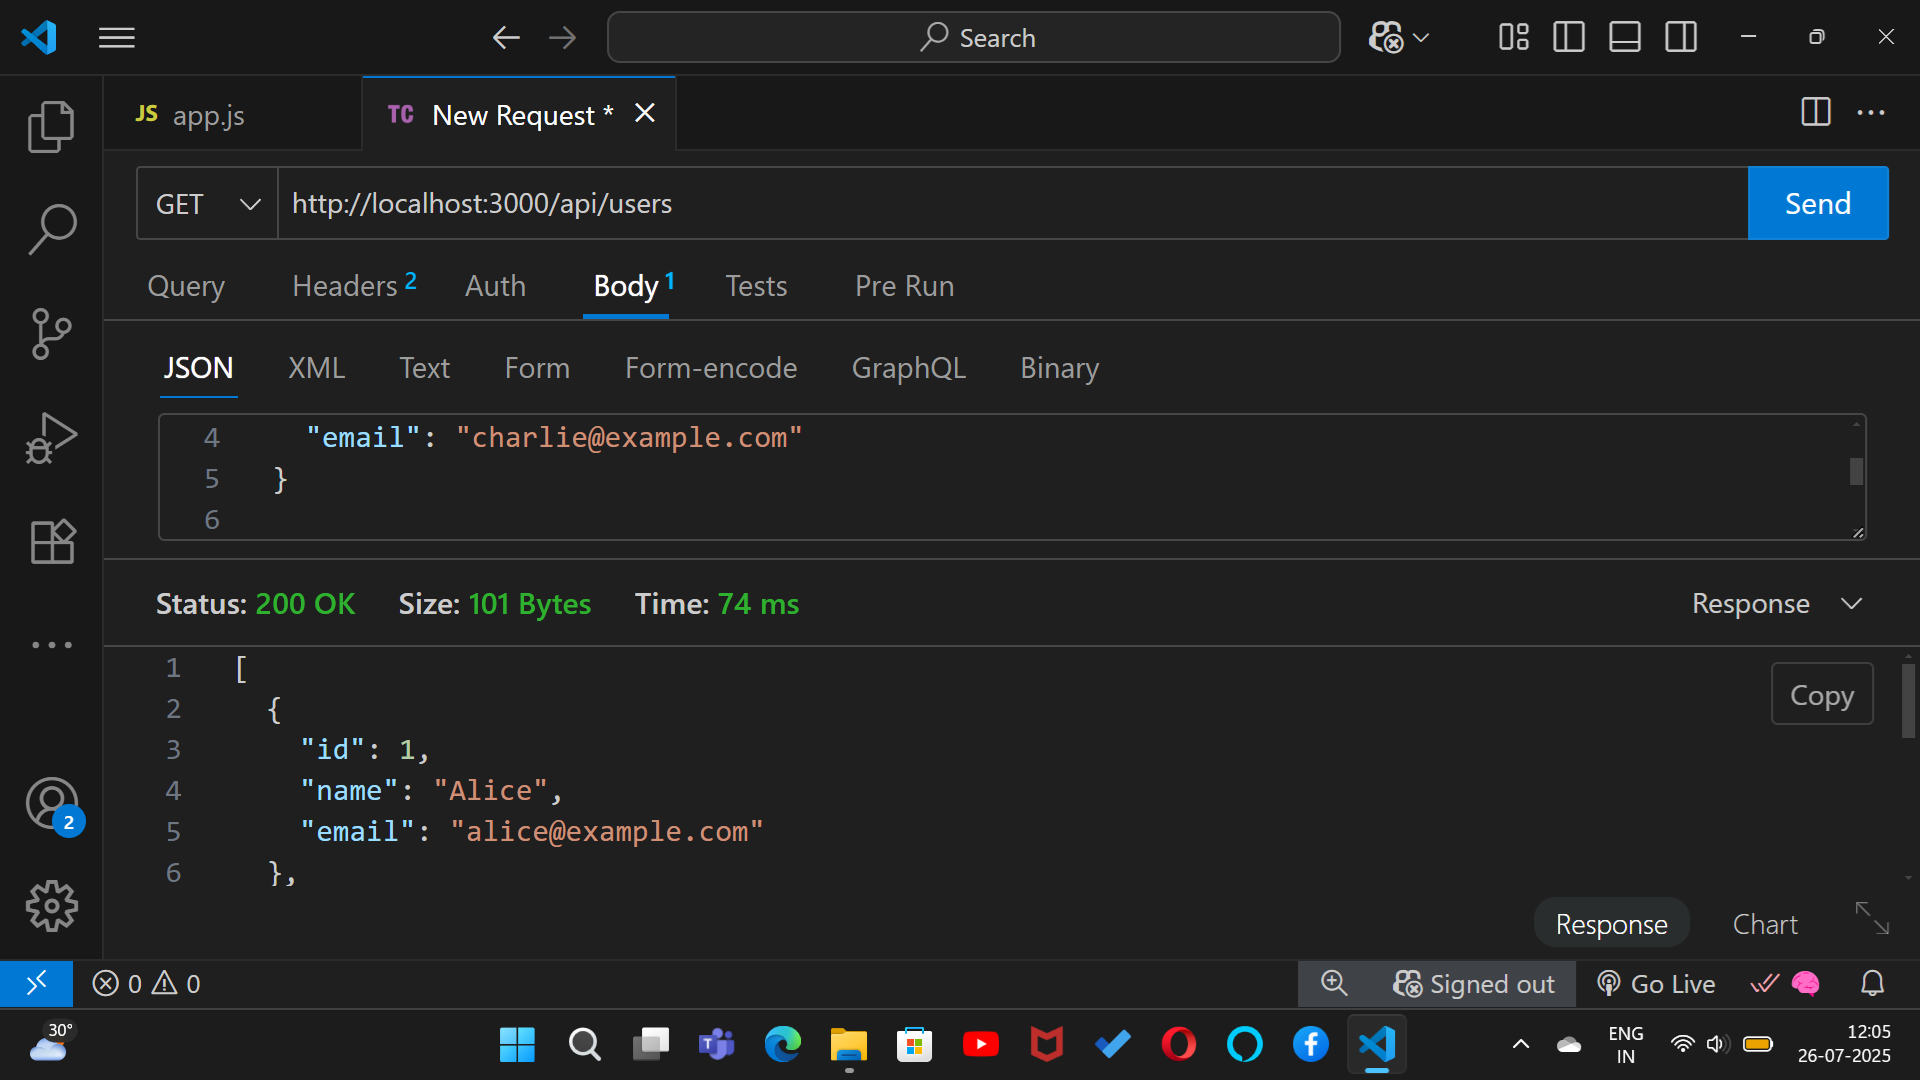 Search
JS app.js
TC New Request *
GET http://localhost:3000/api/users Send
Query Headers 2 Auth Body 1 Tests Pre Run
JSON XML Text Form Form-encode GraphQL Binary
4 "email": "charlie@example.com"
5 }
6
Status: 200 OK Size: 101 Bytes Time: 74 ms Response
1 [
Copy
2 {
3 "id": 1,
4 "name": "Alice",
5 "email": "alice@example.com"
6 },
2
Response Chart
0 0 Signed out Go Live
30°
ENG
IN
12:05
26-07-2025